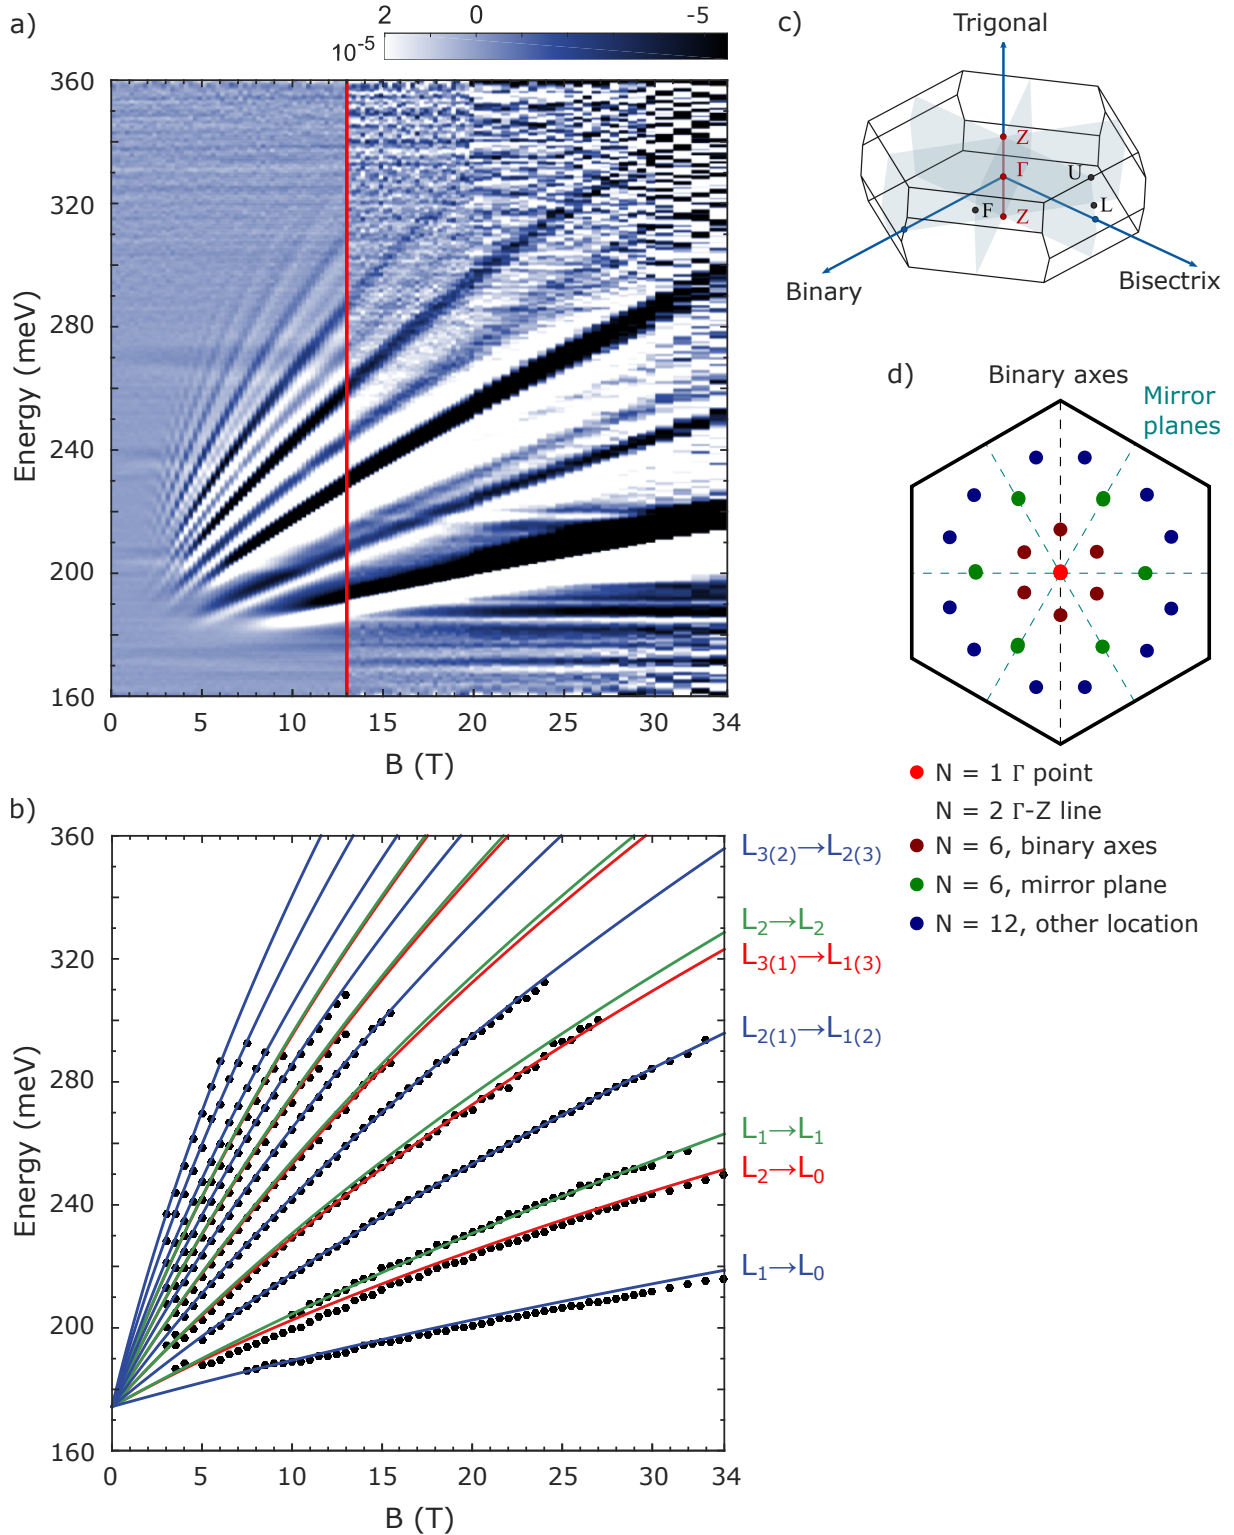 a)
2
0
-5
10⁻⁵
360
320
280
240
200
160
Energy (meV)
0
5
10
15
20
25
30
34
B (T)
b)
360
320
280
240
200
160
Energy (meV)
0
5
10
15
20
25
30
34
B (T)
L₃₍₂₎→L₂₍₃₎
L₂→L₂
L₃₍₁₎→L₁₍₃₎
L₂₍₁₎→L₁₍₂₎
L₁→L₁
L₂→L₀
L₁→L₀
c)
Trigonal
Z
Γ
U
L
F
Z
Binary
Bisectrix
d)
Binary axes
Mirror
planes
N = 1 Γ point
N = 2 Γ-Z line
N = 6, binary axes
N = 6, mirror plane
N = 12, other location